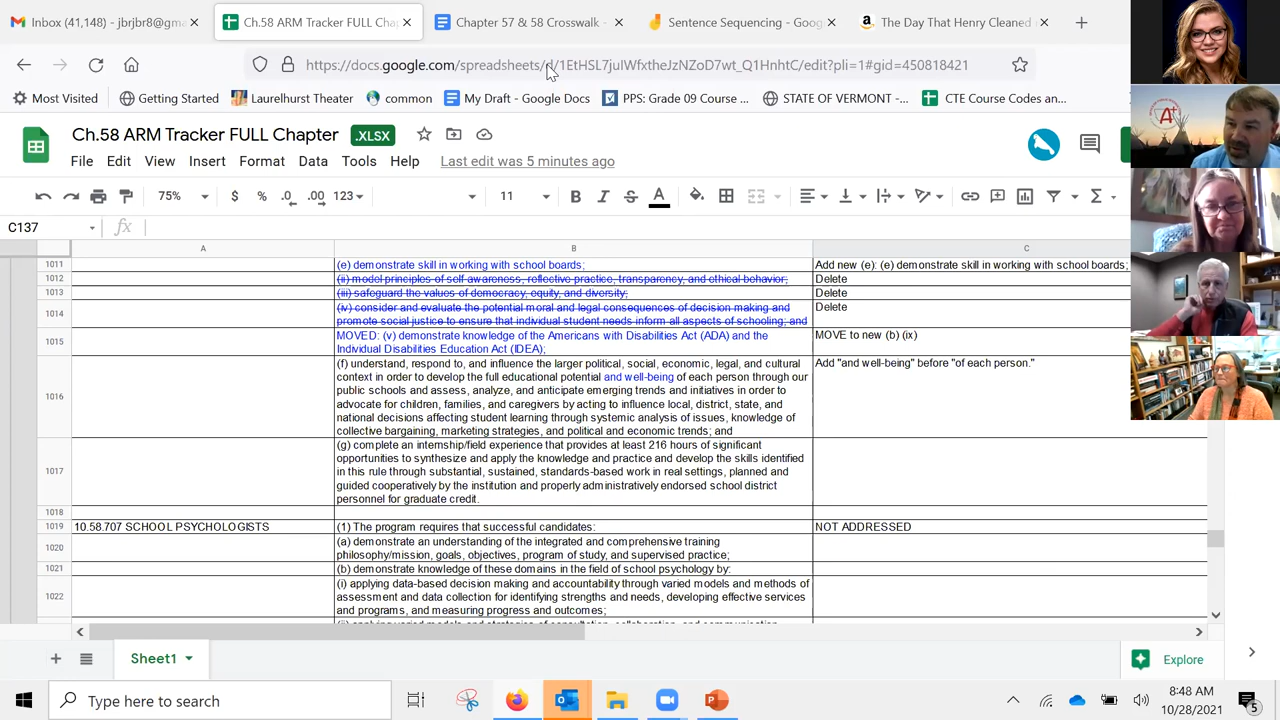 Inbox (41,148) - jbrjbr8@gma
Ch.58 ARM Tracker FULL Chap
Chapter 57 & 58 Crosswalk -
Sentence Sequencing - Googl
The Day That Henry Cleaned
https://docs.google.com/spreadsheets/d/1EtHSL7julWfxtheJzNZoD7wt_Q1HnhtC/edit?pli=1#gid=450818421
Most Visited
Getting Started
Laurelhurst Theater
common
My Draft - Google Docs
PPS: Grade 09 Course ...
STATE OF VERMONT -...
CTE Course Codes an...
Ch.58 ARM Tracker FULL Chapter .XLSX
File Edit View Insert Format Data Tools Help Last edit was 5 minutes ago
75% $ % .0 .00 123 11 B I S A
C137 fx
A B C
1011 (e) demonstrate skill in working with school boards; Add new (e): (e) demonstrate skill in working with school boards;
1012 (ii) model principles of self awareness, reflective practice, transparency, and ethical behavior; Delete
1013 (iii) safeguard the values of democracy, equity, and diversity; Delete
1014 (iv) consider and evaluate the potential moral and legal consequences of decision making and Delete
promote social justice to ensure that individual student needs inform all aspects of schooling; and
1015 MOVED: (v) demonstrate knowledge of the Americans with Disabilities Act (ADA) and the MOVE to new (b) (ix)
Individual Disabilities Education Act (IDEA);
1016 (f) understand, respond to, and influence the larger political, social, economic, legal, and cultural Add "and well-being" before "of each person."
context in order to develop the full educational potential and well-being of each person through our
public schools and assess, analyze, and anticipate emerging trends and initiatives in order to
advocate for children, families, and caregivers by acting to influence local, district, state, and
national decisions affecting student learning through systematic analysis of issues, knowledge of
collective bargaining, marketing strategies, and political and economic trends; and
1017 (g) complete an internship/field experience that provides at least 216 hours of significant
opportunities to synthesize and apply the knowledge and practice and develop the skills identified
in this rule through substantial, sustained, standards-based work in real settings, planned and
guided cooperatively by the institution and properly administratively endorsed school district
personnel for graduate credit.
1018
1019 10.58.707 SCHOOL PSYCHOLOGISTS (1) The program requires that successful candidates: NOT ADDRESSED
1020 (a) demonstrate an understanding of the integrated and comprehensive training
philosophy/mission, goals, objectives, program of study, and supervised practice;
1021 (b) demonstrate knowledge of these domains in the field of school psychology by:
1022 (i) applying data-based decision making and accountability through varied models and methods of
assessment and data collection for identifying strengths and needs, developing effective services
and programs, and measuring progress and outcomes;
(ii) applying varied models and strategies of consultation, collaboration, and communication
Sheet1
Explore
Type here to search
8:48 AM
10/28/2021
5